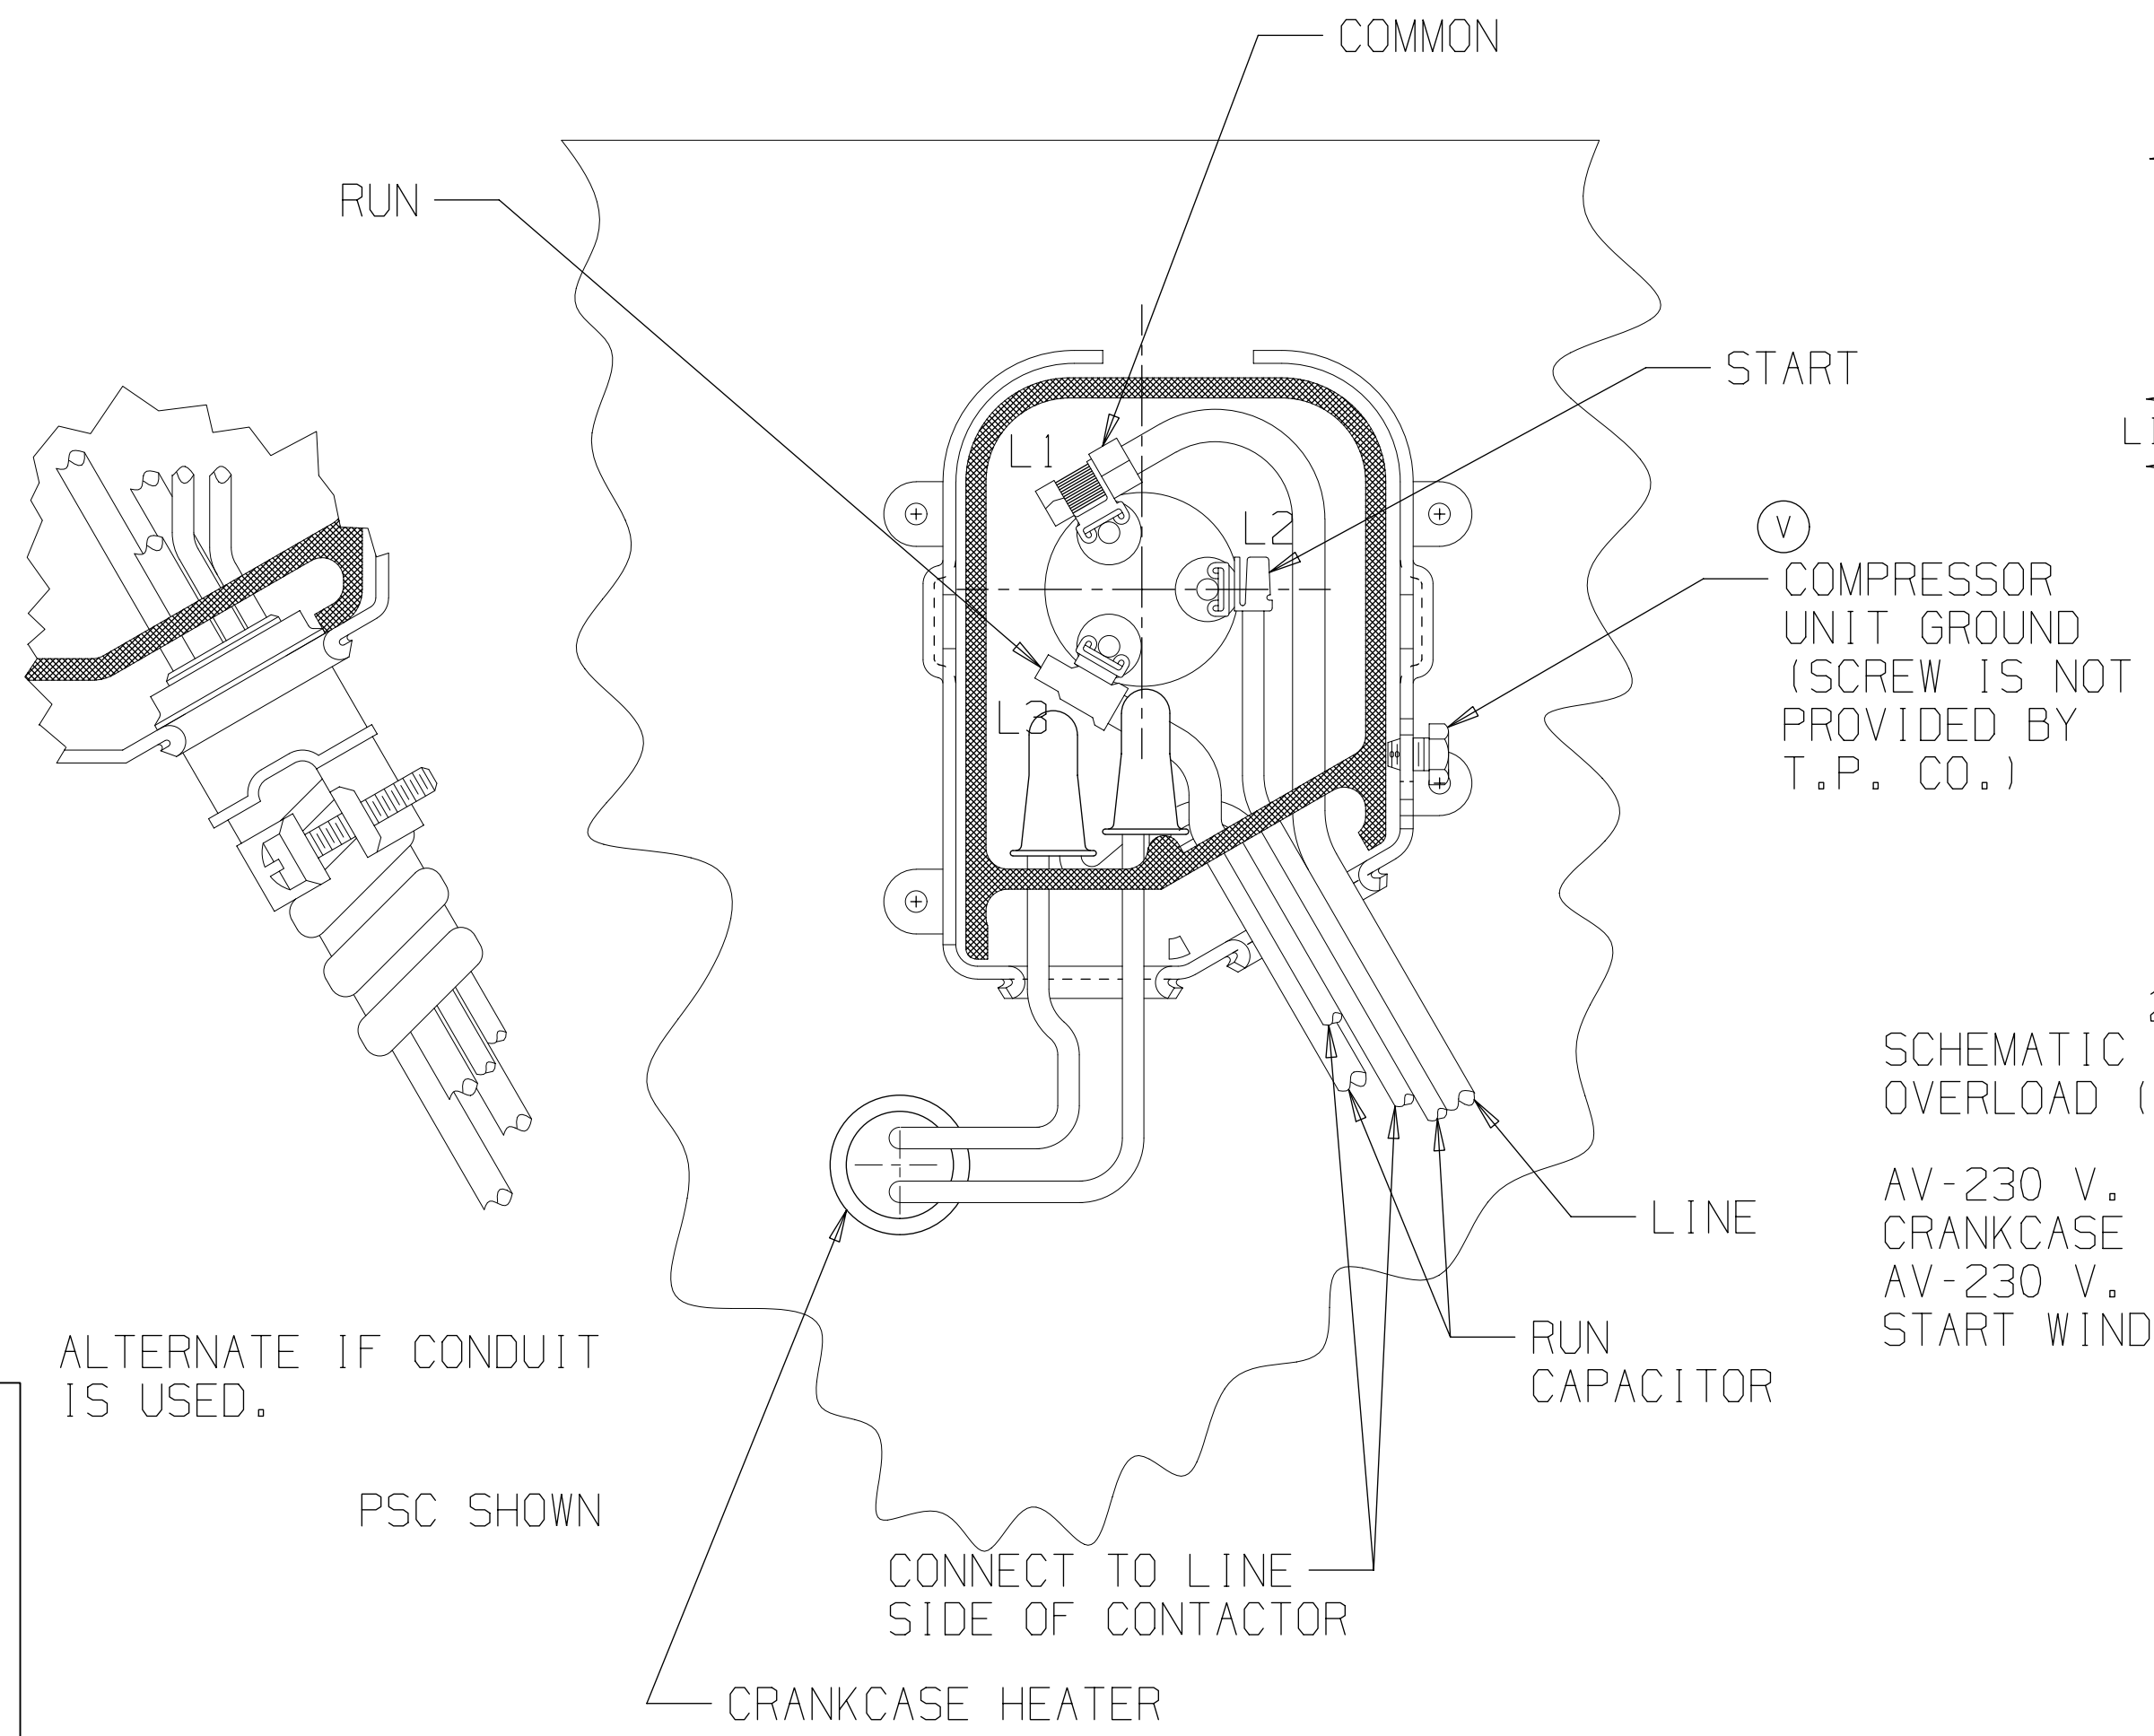 COMMON
RUN
START
L1
L2
L3
V
COMPRESSOR
UNIT GROUND
(SCREW IS NOT
PROVIDED BY
T.P. CO.)
SCHEMATIC
OVERLOAD (
AV-230 V.
CRANKCASE
AV-230 V.
START WIND
LINE
RUN
CAPACITOR
ALTERNATE IF CONDUIT
IS USED.
PSC SHOWN
CONNECT TO LINE
SIDE OF CONTACTOR
CRANKCASE HEATER